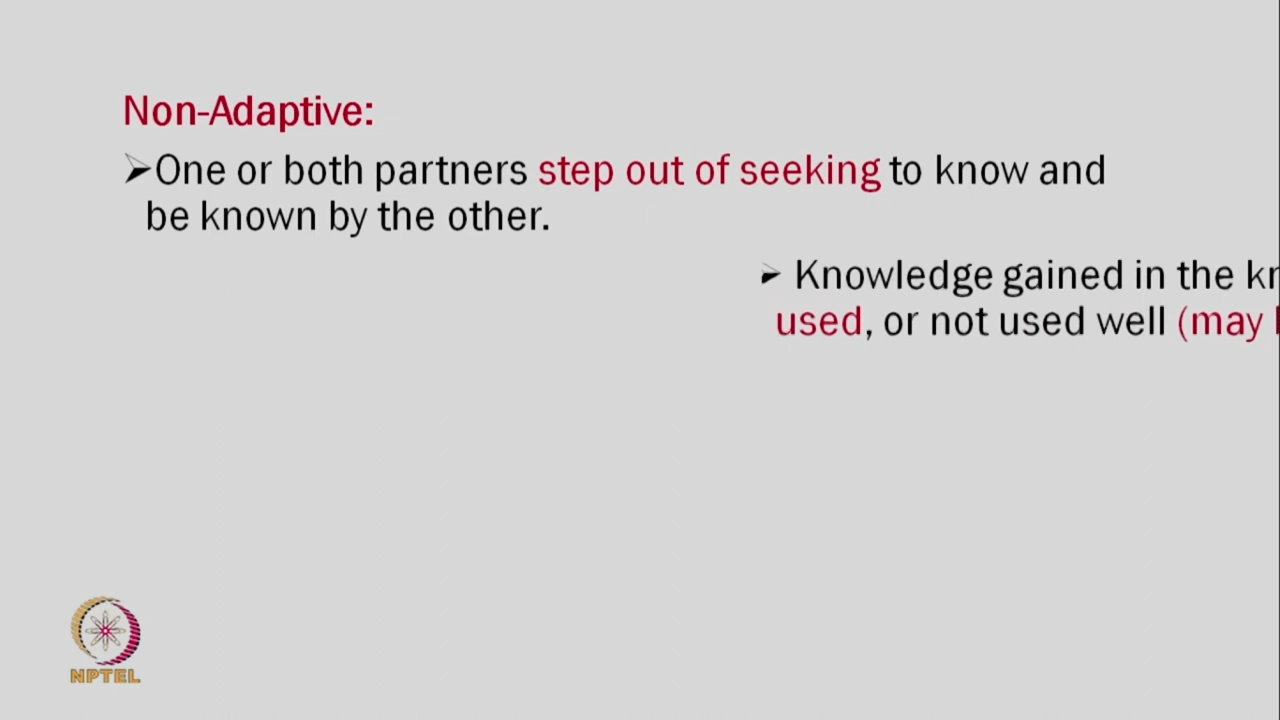 Non-Adaptive:
➢One or both partners step out of seeking to know and
be known by the other.
➢ Knowledge gained in the
used, or not used well (may
NPTEL